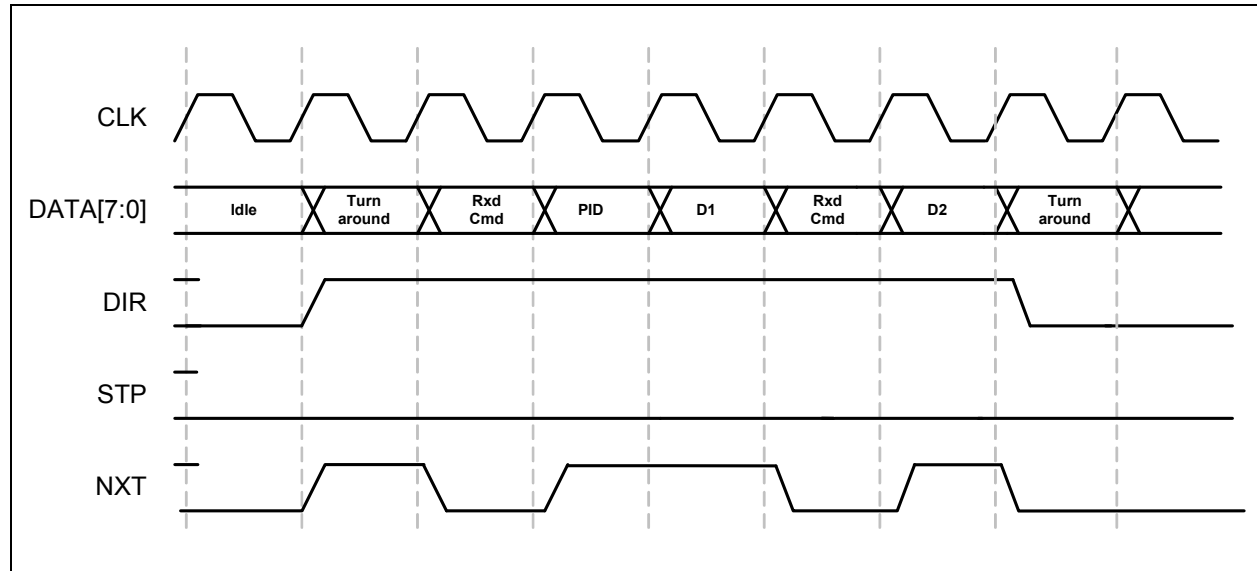 CLK
DATA[7:0]
Idle
Turn
around
Rxd
Cmd
PID
D1
Rxd
Cmd
D2
Turn
around
DIR
STP
NXT